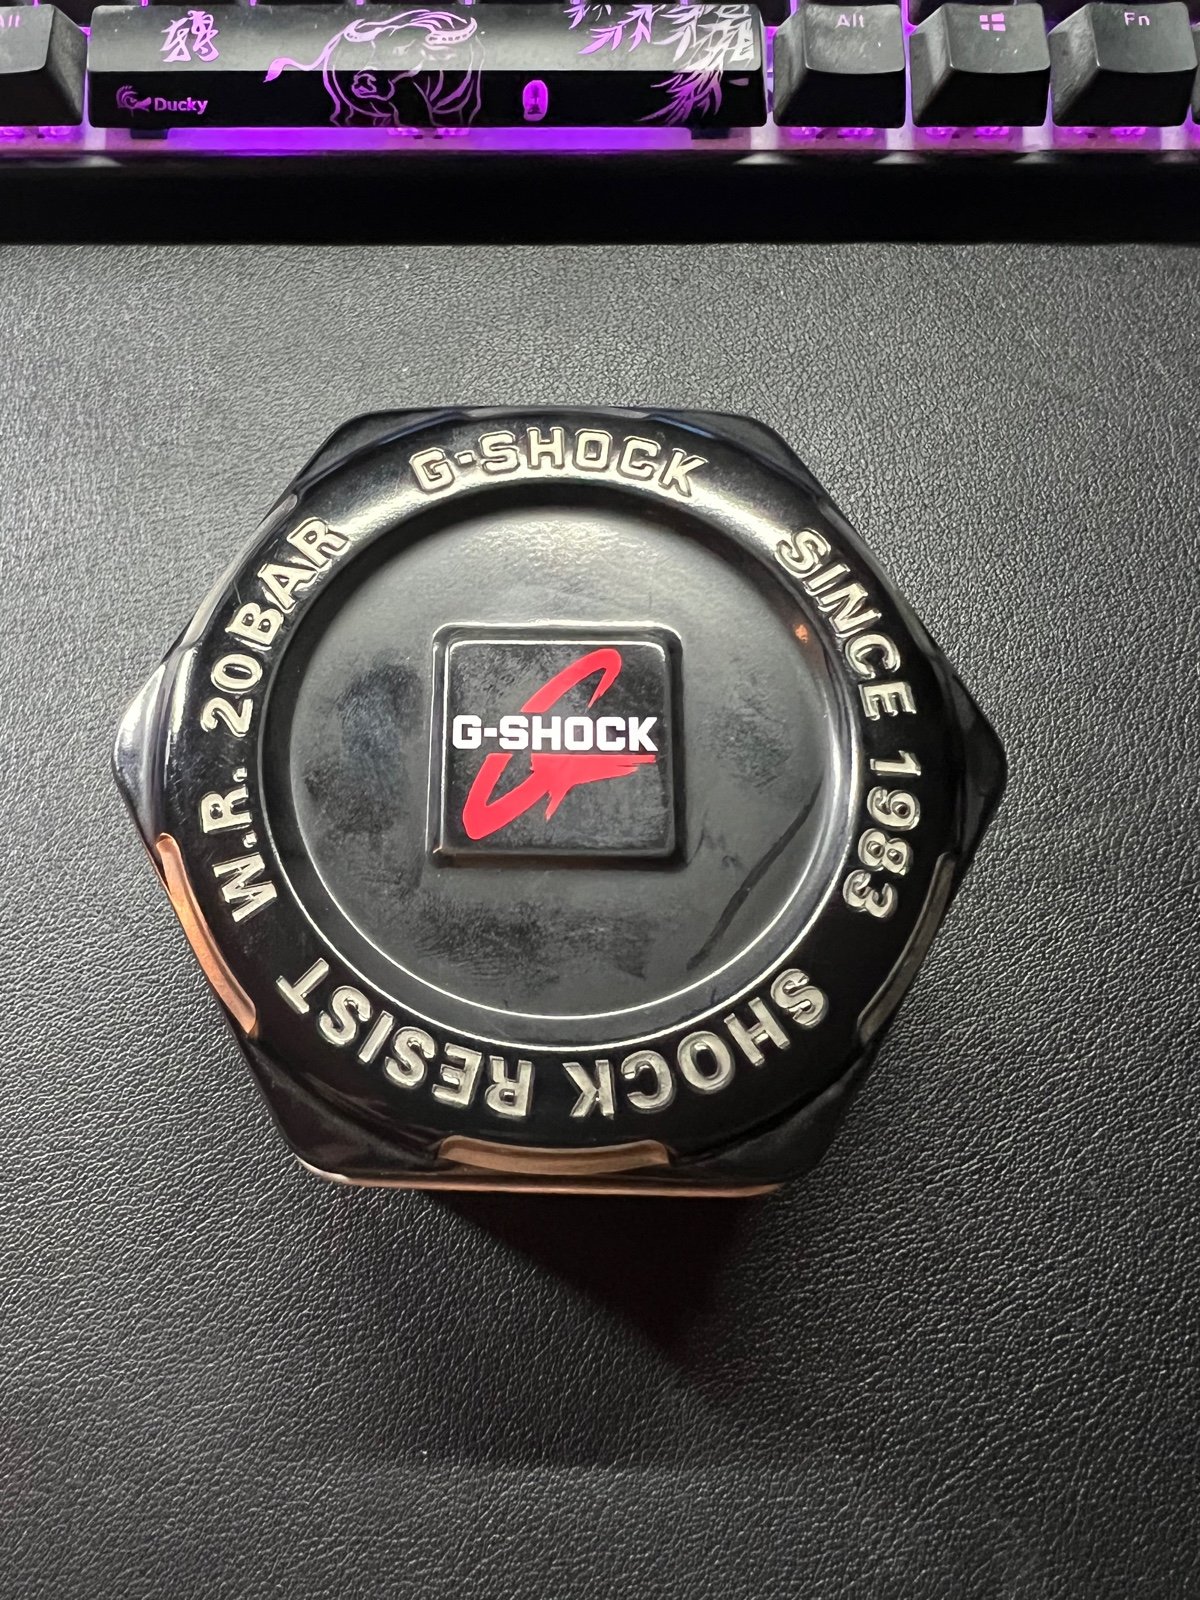 Alt
Fn
Ducky
G-SHOCK
SINCE 1983
SHOCK RESIST
W.R. 20BAR
G-SHOCK